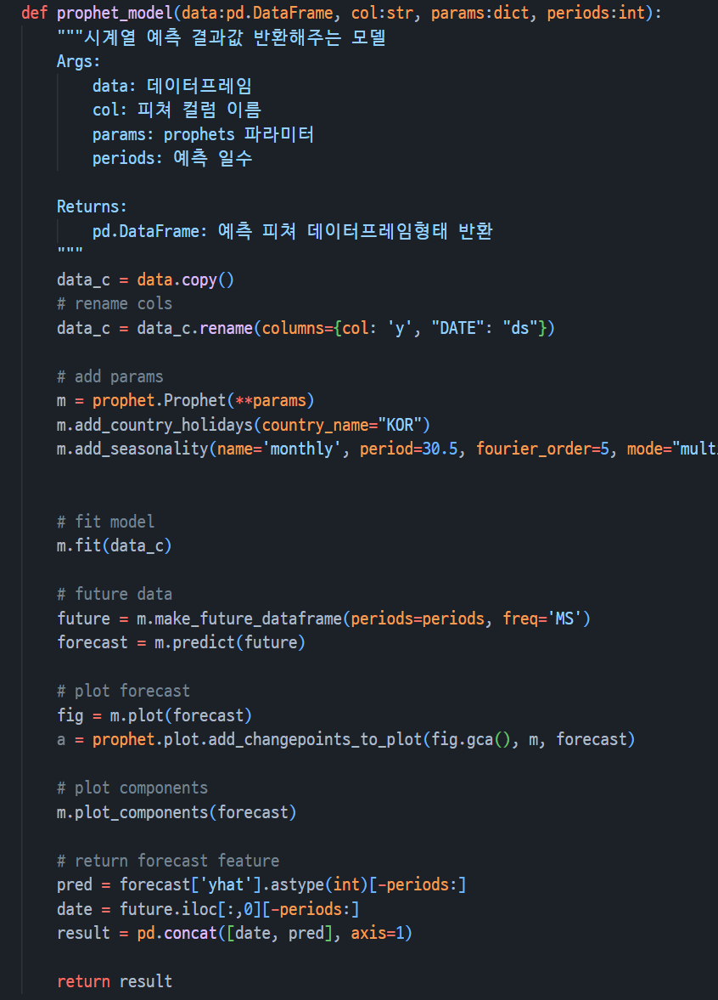 def prophet_model(data:pd.DataFrame, col:str, params:dict, periods:int):
    """시계열 예측 결과값 반환해주는 모델
    Args:
        data: 데이터프레임
        col: 피쳐 컬럼 이름
        params: prophets 파라미터
        periods: 예측 일수

    Returns:
        pd.DataFrame: 예측 피쳐 데이터프레임형태 반환
    """
    data_c = data.copy()
    # rename cols
    data_c = data_c.rename(columns={col: 'y', "DATE": "ds"})

    # add params
    m = prophet.Prophet(**params)
    m.add_country_holidays(country_name="KOR")
    m.add_seasonality(name='monthly', period=30.5, fourier_order=5, mode="mult

    # fit model
    m.fit(data_c)

    # future data
    future = m.make_future_dataframe(periods=periods, freq='MS')
    forecast = m.predict(future)

    # plot forecast
    fig = m.plot(forecast)
    a = prophet.plot.add_changepoints_to_plot(fig.gca(), m, forecast)

    # plot components
    m.plot_components(forecast)

    # return forecast feature
    pred = forecast['yhat'].astype(int)[-periods:]
    date = future.iloc[:,0][-periods:]
    result = pd.concat([date, pred], axis=1)

    return result